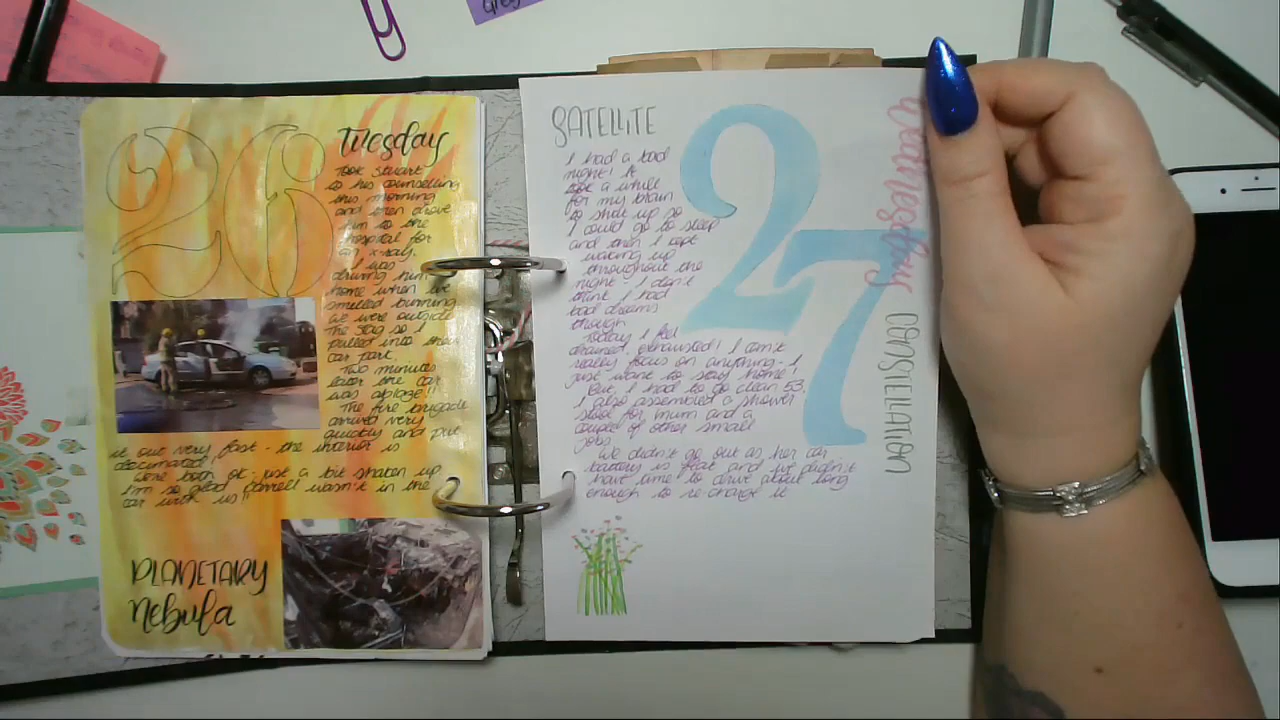 Grey
26
Tuesday
Took Stuart
to his counselling
this morning
and then drove
him to the
hospital for
an x-ray.
I was
driving him
home when we
smelled burning
we were outside
The Stag so I
pulled into their
car park.
Two minutes
later the car
was ablaze!!
The fire brigade
arrived very
quickly and put
it out very fast - the interior is
decimated
Were both ok, just a bit shaken up
I'm so glad wasn't in the
car with us!!
PLANETARY
Nebula
SATELLITE
27
Wednesday
CONSTELLATION
I had a bad
night! It
took a while
for my brain
to shut up so
I could go to sleep
and then I kept
waking up
throughout the
night - I don't
think I had
bad dreams
though
Today I feel
drained, exhausted! I can't
really focus on anything - I
just want to stay home!
But I had to go clean 53.
I also assembled a shower
stool for mum and a
couple of other small
jobs
We didn't go out as her car
battery is flat and we didn't
have time to drive about long
enough to re-charge it